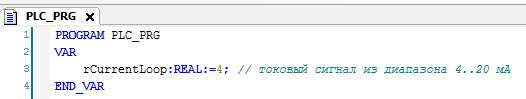 PLC_PRG
1 PROGRAM PLC_PRG
2 VAR
3 rCurrentLoop:REAL:=4; // токовый сигнал из диапазона 4..20 мА
4 END_VAR